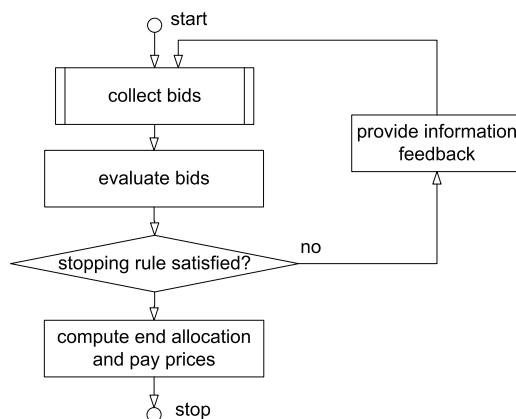 start
collect bids
provide information
feedback
evaluate bids
no
stopping rule satisfied?
compute end allocation
and pay prices
stop